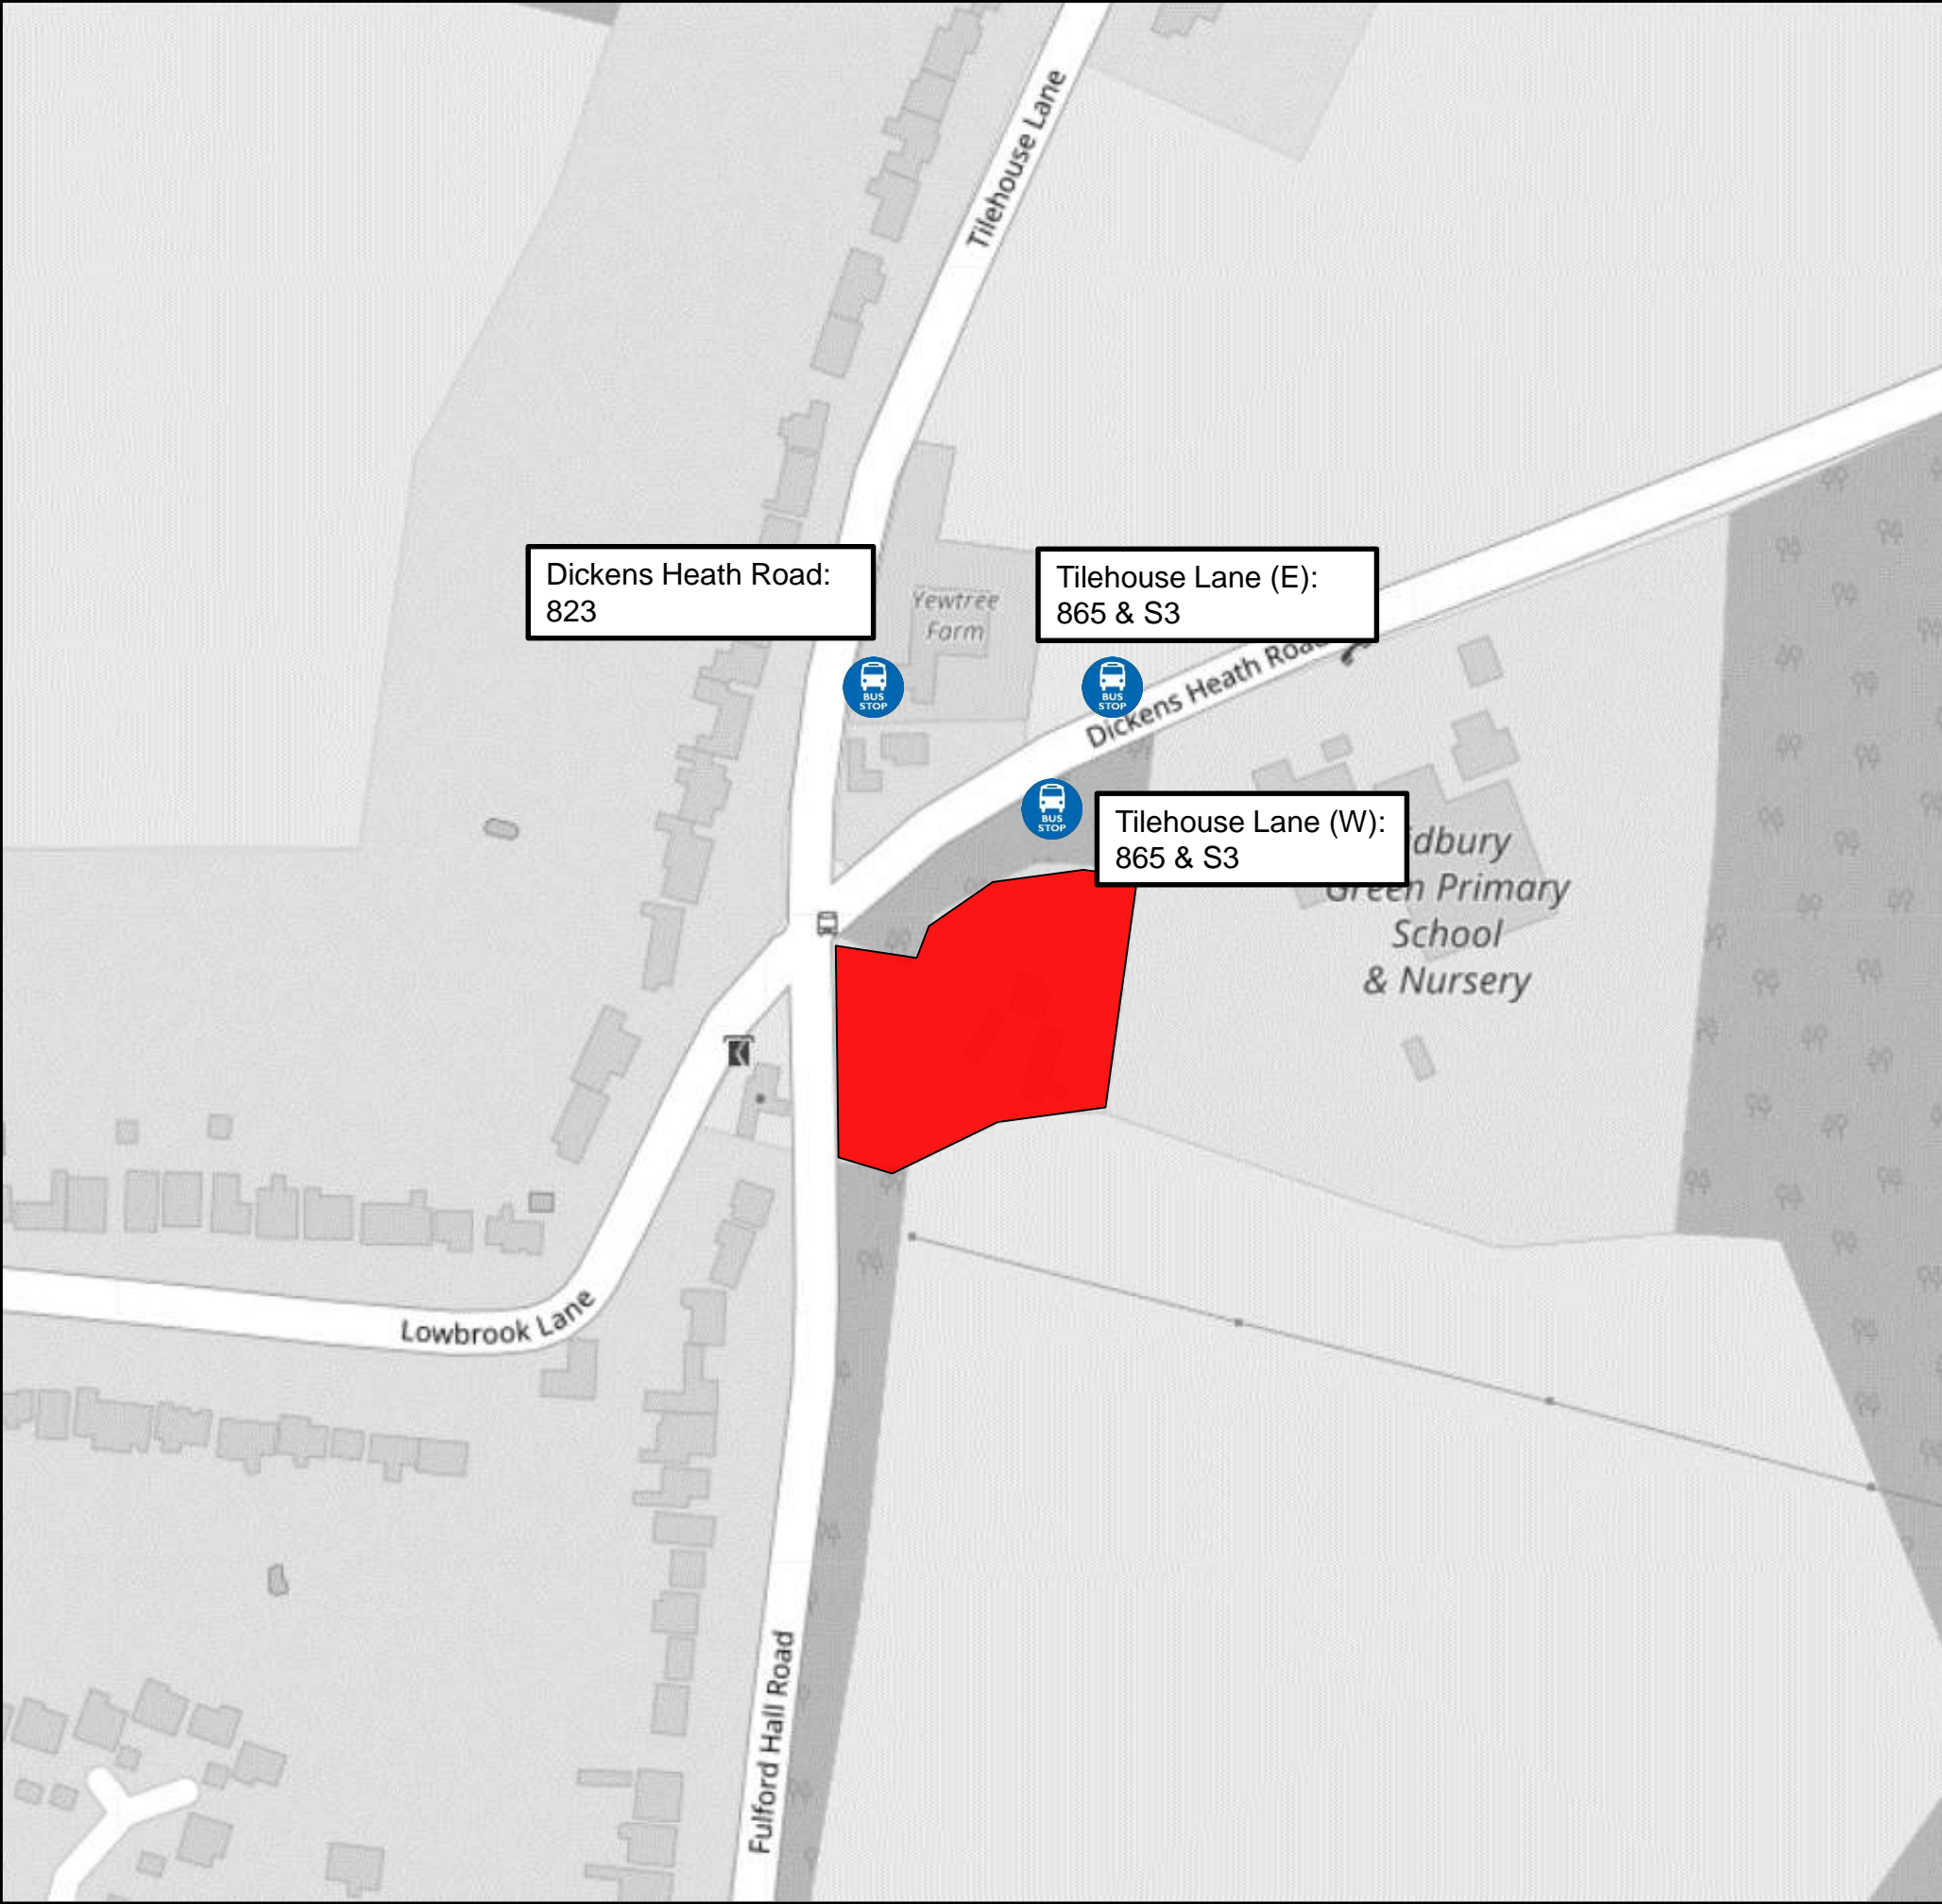 Tilehouse Lane
Dickens Heath Road:
823
Tilehouse Lane (E):
865 & S3
Yewtree
Farm
BUS
STOP
BUS
STOP
Dickens Heath Road
BUS
STOP
Tilehouse Lane (W):
865 & S3
dbury
Green Primary
School
& Nursery
Lowbrook Lane
Fulford Hall Road